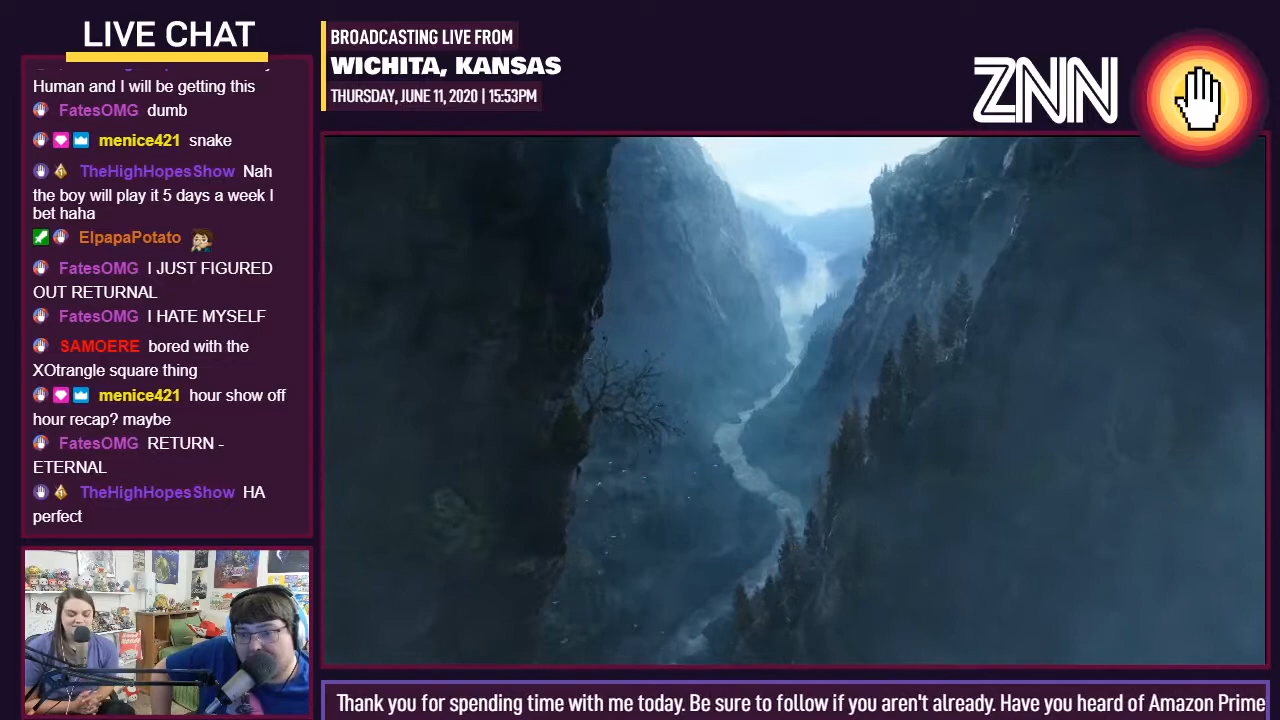 LIVE CHAT
Human and I will be getting this
FatesOMG dumb
menice421 snake
TheHighHopesShow Nah
the boy will play it 5 days a week I
bet haha
ElpapaPotato
FatesOMG I JUST FIGURED
OUT RETURNAL
FatesOMG I HATE MYSELF
SAMOERE bored with the
XOtrangle square thing
menice421 hour show off
hour recap? maybe
FatesOMG RETURN -
ETERNAL
TheHighHopesShow HA
perfect
BROADCASTING LIVE FROM
WICHITA, KANSAS
THURSDAY, JUNE 11, 2020 | 15:53PM
ZNN
Thank you for spending time with me today. Be sure to follow if you aren't already. Have you heard of Amazon Prime